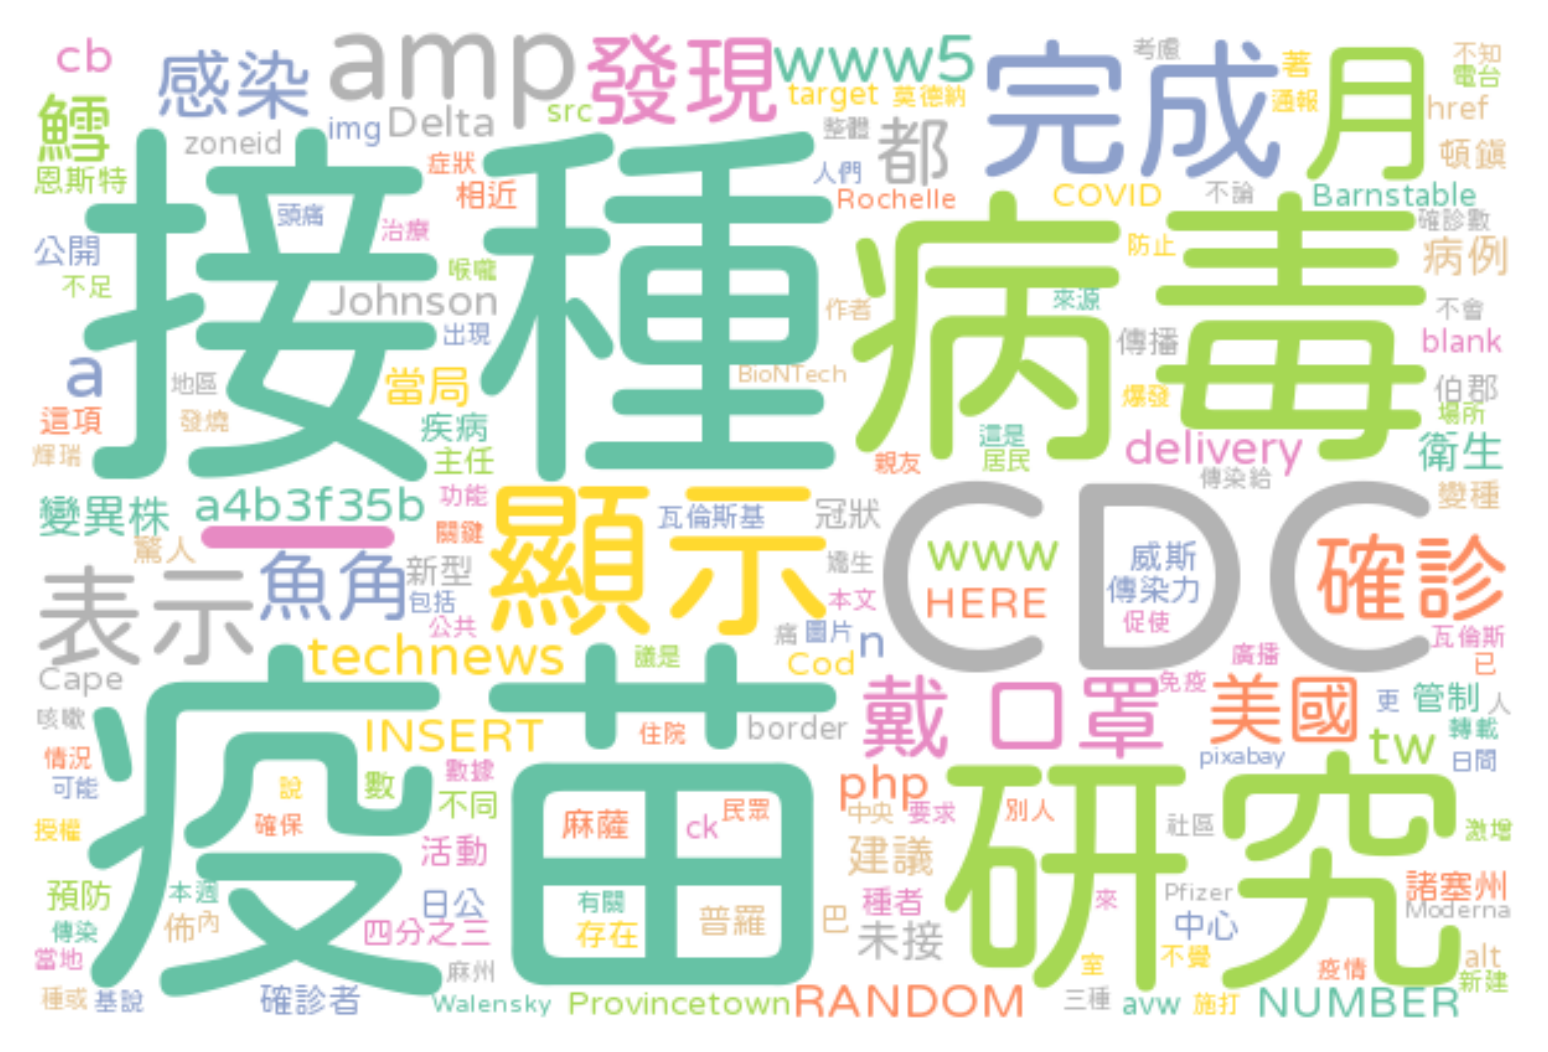 cb 感染 amp 發現 www5 完成 考慮 著 月 不知
電台
鱈 zoneid img Delta src target 莫德納 通報 href
恩斯特 症狀 整體 都 頓鎮
相近 人們 Rochelle COVID 不論 Barnstable
接種 病毒
頭痛 治療 公開 防止 確診數 病例
不足 喉嚨 Johnson 作者 來源 不會
出現 傳播 blank
a 地區 當局 BioNTech 爆發 伯郡
這項 發燒 疾病 這是 delivery 場所
輝瑞 主任 親友 居民 傳染給 衛生
變異株 a4b3f35b 功能 顯示 瓦倫斯基 冠狀 CDC 變種
驚人 關鍵 www 威斯 確診
表示 魚角 新型 包括 嬌生 HERE 傳染力
公共 本文 促使 瓦倫斯
technews 議是 痛 圖片 n 廣播 已
Cape Cod 免疫
疫苗
咳嗽 INSERT 住院 border 戴 口罩 美國 更 管制 人
情況 tw 轉載
可能 說 數 數據 php pixabay 日間
不同 民眾 中央 要求 別人 研究
授權 確保 麻薩 ck 社區 激增
活動 建議
預防 本週 日公 有關 普羅 巴 種者 來 Pfizer 諸塞州
傳染 佈 內 四分之三 存在 未接 中心 Moderna
當地 麻州 室 不覺 疫情 alt
種或 基說 確診者 Walensky Provincetown RANDOM 三種 avw 施打 NUMBER 新建